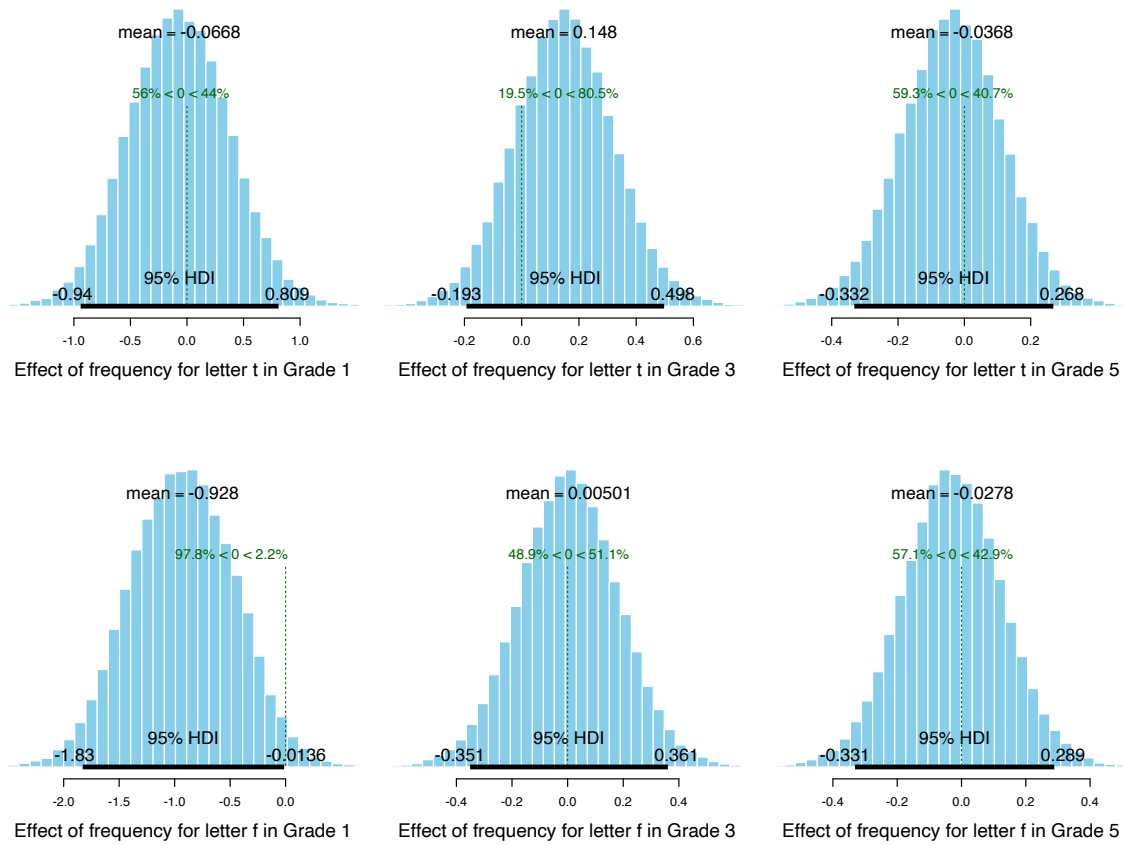 mean = -0.0668
56% < 0 < 44%
95% HDI
-0.94 0.809
-1.0 -0.5 0.0 0.5 1.0
Effect of frequency for letter t in Grade 1
mean = 0.148
19.5% < 0 < 80.5%
95% HDI
-0.193 0.498
-0.2 0.0 0.2 0.4 0.6
Effect of frequency for letter t in Grade 3
mean = -0.0368
59.3% < 0 < 40.7%
95% HDI
-0.332 0.268
-0.4 -0.2 0.0 0.2
Effect of frequency for letter t in Grade 5
mean = -0.928
97.8% < 0 < 2.2%
95% HDI
-1.83 -0.0136
-2.0 -1.5 -1.0 -0.5 0.0
Effect of frequency for letter f in Grade 1
mean = 0.00501
48.9% < 0 < 51.1%
95% HDI
-0.351 0.361
-0.4 -0.2 0.0 0.2 0.4
Effect of frequency for letter f in Grade 3
mean = -0.0278
57.1% < 0 < 42.9%
95% HDI
-0.331 0.289
-0.4 -0.2 0.0 0.2 0.4
Effect of frequency for letter f in Grade 5